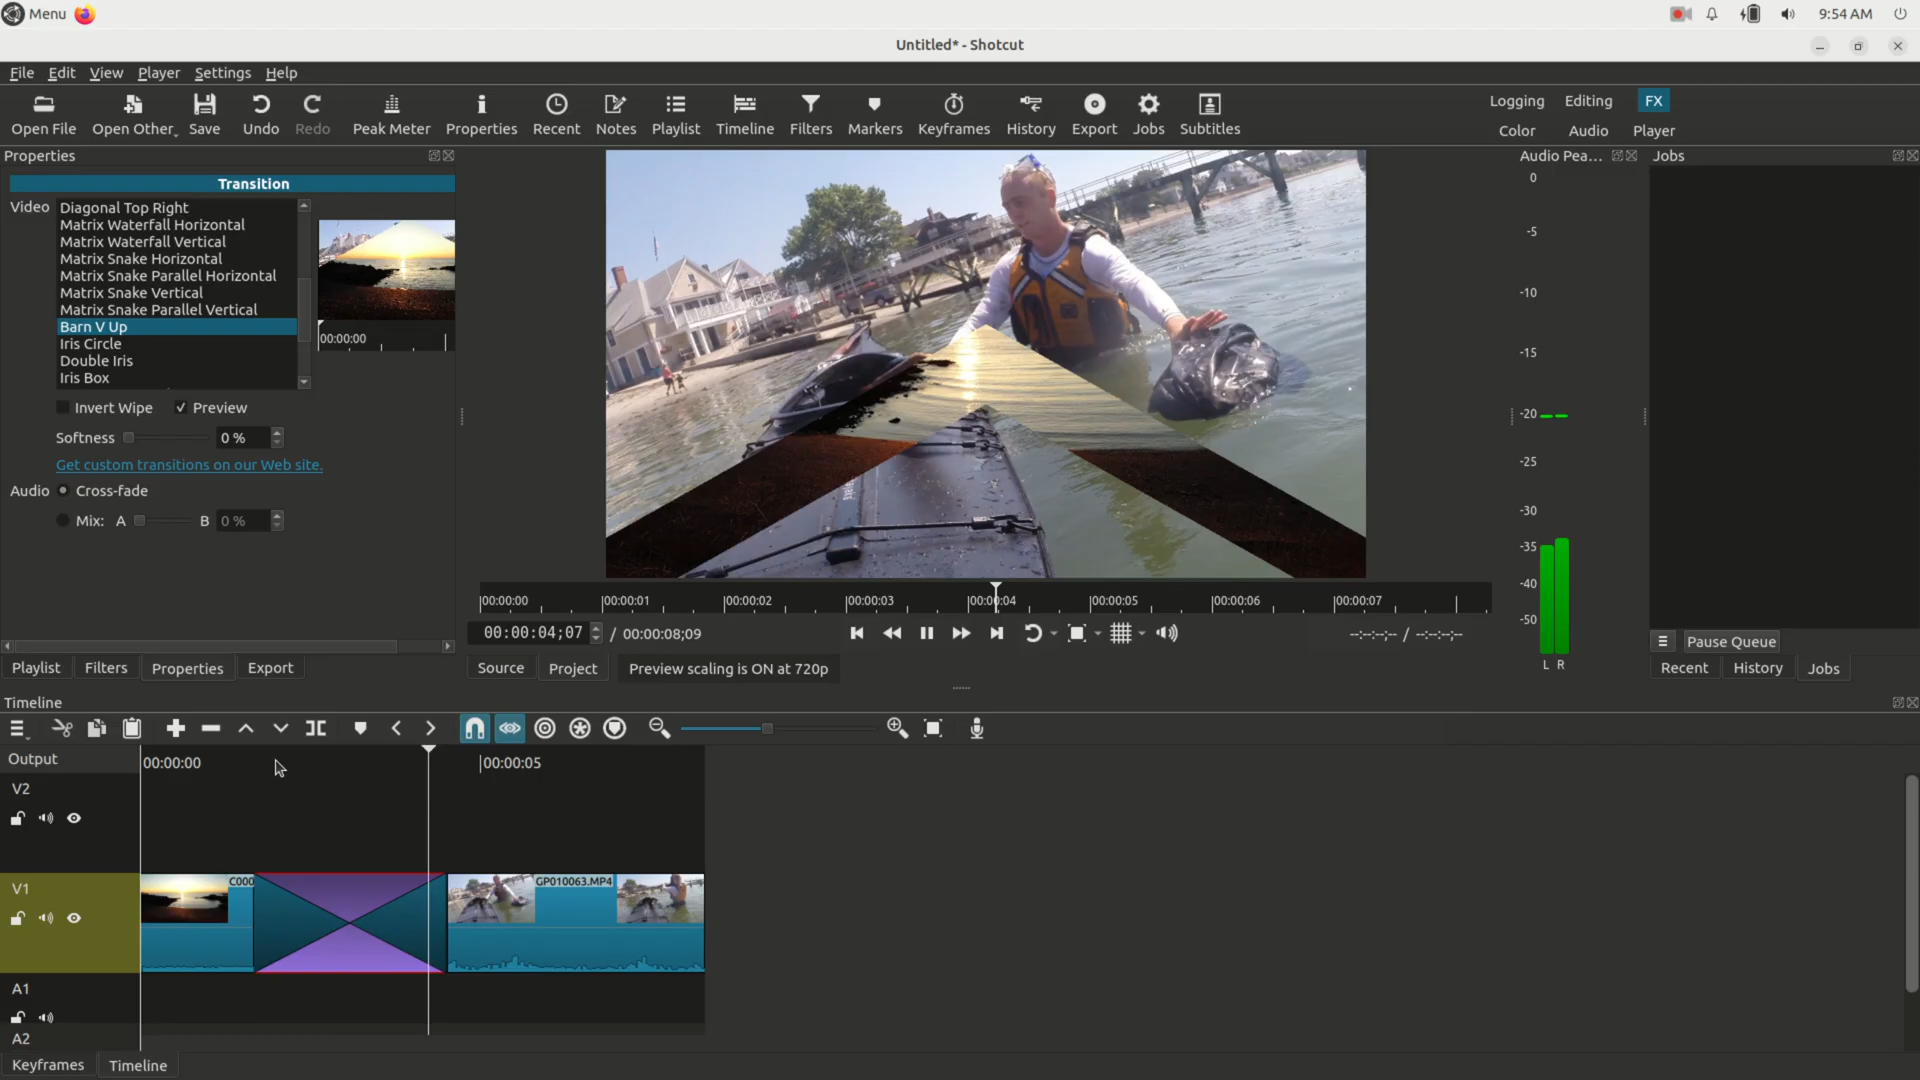 Menu
9:54 AM
Untitled* - Shotcut
File Edit View Player Settings Help
Open File Open Other Save Undo Redo Peak Meter Properties Recent Notes Playlist Timeline Filters Markers Keyframes History Export Jobs Subtitles
Logging Editing FX
Color Audio Player
Properties
Transition
Video
Diagonal Top Right
Matrix Waterfall Horizontal
Matrix Waterfall Vertical
Matrix Snake Horizontal
Matrix Snake Parallel Horizontal
Matrix Snake Vertical
Matrix Snake Parallel Vertical
Barn V Up
Iris Circle
Double Iris
Iris Box
00:00:00
Invert Wipe Preview
Softness 0 %
Get custom transitions on our Web site.
Audio Cross-fade
Mix: A B 0 %
Playlist Filters Properties Export
00:00:00 00:00:01 00:00:02 00:00:03 00:00:04 00:00:05 00:00:06 00:00:07
00:00:04;07 / 00:00:08;09
--:--:--;-- / --:--:--;--
Source Project Preview scaling is ON at 720p
Audio Pea...
0
-5
-10
-15
-20
-25
-30
-35
-40
-50
L R
Jobs
Pause Queue
Recent History Jobs
Timeline
Output
00:00:00 00:00:05
V2
V1
C000
GP010063.MP4
A1
A2
Keyframes Timeline